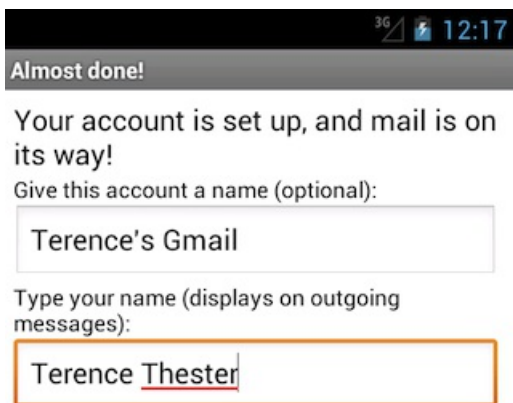 3G 12:17
Almost done!
Your account is set up, and mail is on
its way!
Give this account a name (optional):
Terence's Gmail
Type your name (displays on outgoing
messages):
Terence Thester